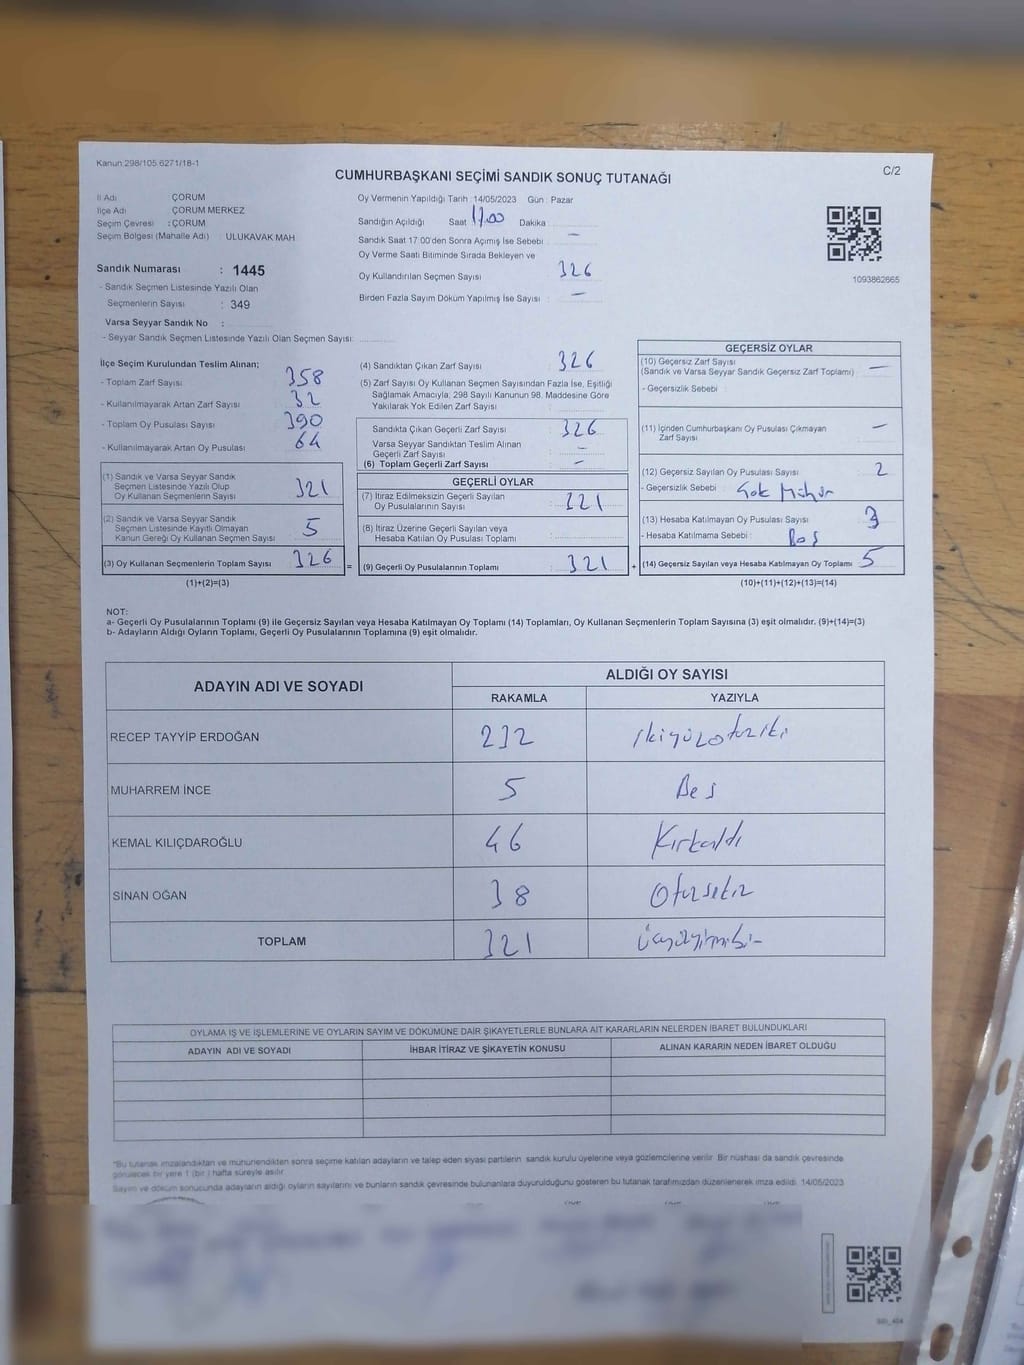 Kanun 298/105.6271/18-1
CUMHURBAŞKANI SEÇİMİ SANDIK SONUÇ TUTANAĞI
C/2
İl Adı ÇORUM
İlçe Adı ÇORUM MERKEZ
Seçim Çevresi : ÇORUM
Seçim Bölgesi (Mahalle Adı) : ULUKAVAK MAH
Sandık Numarası : 1445
- Sandık Seçmen Listesinde Yazılı Olan
Seçmenlerin Sayısı : 349
Varsa Seyyar Sandık No :
- Seyyar Sandık Seçmen Listesinde Yazılı Olan Seçmen Sayısı:
Oy Vermenin Yapıldığı Tarih :14/05/2023 Gün : Pazar
Sandığın Açıldığı Saat 17.00 Dakika
Sandık Saat 17:00'den Sonra Açımış İse Sebebi : –
Oy Verme Saati Bitiminde Sırada Bekleyen ve
Oy Kullandırılan Seçmen Sayısı : 326
Birden Fazla Sayım Döküm Yapılmış İse Sayısı : –
1093862665
İlçe Seçim Kurulundan Teslim Alınan;
- Toplam Zarf Sayısı : 358
- Kullanılmayarak Artan Zarf Sayısı : 32
- Toplam Oy Pusulası Sayısı : 390
- Kullanılmayarak Artan Oy Pusulası : 64
(1) Sandık ve Varsa Seyyar Sandık
Seçmen Listesinde Yazılı Olup
Oy Kullanan Seçmenlerin Sayısı : 321
(2) Sandık ve Varsa Seyyar Sandık
Seçmen Listesinde Kayıtlı Olmayan
Kanun Gereği Oy Kullanan Seçmen Sayısı : 5
(3) Oy Kullanan Seçmenlerin Toplam Sayısı : 326 =
(1)+(2)=(3)
(4) Sandıktan Çıkan Zarf Sayısı : 326
(5) Zarf Sayısı Oy Kullanan Seçmen Sayısından Fazla İse, Eşitliği
Sağlamak Amacıyla, 298 Sayılı Kanunun 98. Maddesine Göre
Yakılarak Yok Edilen Zarf Sayısı :
Sandıkta Çıkan Geçerli Zarf Sayısı : 326
Varsa Seyyar Sandıktan Teslim Alınan
Geçerli Zarf Sayısı : –
(6) Toplam Geçerli Zarf Sayısı : –
GEÇERLİ OYLAR
(7) İtiraz Edilmeksizin Geçerli Sayılan
Oy Pusulalarının Sayısı : 321
(8) İtiraz Üzerine Geçerli Sayılan veya
Hesaba Katılan Oy Pusulası Toplamı :
(9) Geçerli Oy Pusulalarının Toplamı : 321 +
GEÇERSİZ OYLAR
(10) Geçersiz Zarf Sayısı
(Sandık ve Varsa Seyyar Sandık Geçersiz Zarf Toplamı) : –
- Geçersizlik Sebebi :
(11) İçinden Cumhurbaşkanı Oy Pusulası Çıkmayan
Zarf Sayısı : –
(12) Geçersiz Sayılan Oy Pusulası Sayısı : 2
- Geçersizlik Sebebi : Çok Mühür
(13) Hesaba Katılmayan Oy Pusulası Sayısı : 3
- Hesaba Katılmama Sebebi : Boş
(14) Geçersiz Sayılan veya Hesaba Katılmayan Oy Toplamı : 5
(10)+(11)+(12)+(13)=(14)
NOT:
a- Geçerli Oy Pusulalarının Toplamı (9) ile Geçersiz Sayılan veya Hesaba Katılmayan Oy Toplamı (14) Toplamları, Oy Kullanan Seçmenlerin Toplam Sayısına (3) eşit olmalıdır. (9)+(14)=(3)
b- Adayların Aldığı Oyların Toplamı, Geçerli Oy Pusulalarının Toplamına (9) eşit olmalıdır.
ADAYIN ADI VE SOYADI
ALDIĞI OY SAYISI
RAKAMLA YAZIYLA
RECEP TAYYİP ERDOĞAN 232 ikiyüzotuziki
MUHARREM İNCE 5 Beş
KEMAL KILIÇDAROĞLU 46 Kırkaltı
SİNAN OĞAN 38 Otuzsekiz
TOPLAM 321 üçyüzyirmibir
OYLAMA İŞ VE İŞLEMLERİNE VE OYLARIN SAYIM VE DÖKÜMÜNE DAİR ŞİKAYETLERLE BUNLARA AİT KARARLARIN NELERDEN İBARET BULUNDUKLARI
ADAYIN ADI VE SOYADI İHBAR İTİRAZ VE ŞİKAYETİN KONUSU ALINAN KARARIN NEDEN İBARET OLDUĞU
*Bu tutanak imzalandıktan ve mühürlendikten sonra seçime katılan adayların ve talep eden siyasi partilerin sandık kurulu üyelerine veya gözlemcilerine verilir. Bir nüshası da sandık çevresinde
görülecek bir yere 1 (bir ) hafta süreyle asılır.
Sayım ve döküm sonucunda adayların aldığı oyların sayılarını ve bunların sandık çevresinde bulunanlara duyurulduğunu gösteren bu tutanak tarafımızdan düzenlenerek imza edildi. 14/05/2023